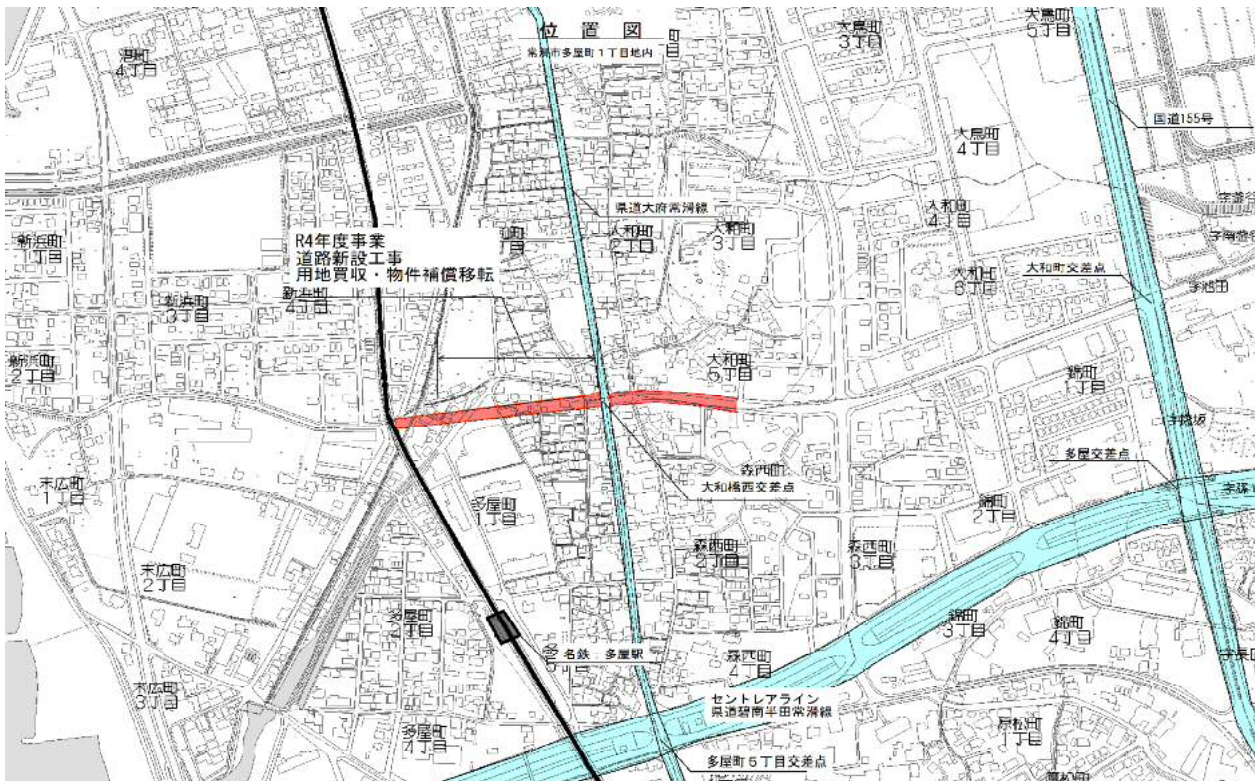 位置図
常滑市多屋町1丁目地内
港町
4丁目
大鳥町
3丁目
大鳥町
5丁目
国道155号
大鳥町
4丁目
県道大府常滑線
R4年度事業
道路新設工事
用地買収・物件補償移転
新浜町
1丁目
大和町
2丁目
大和町
3丁目
大和町
4丁目
大和町交差点
大和町
6丁目
字池田
新浜町
3丁目
新浜町
4丁目
新浜町
2丁目
大和町
5丁目
錦町
1丁目
多屋交差点
末広町
1丁目
森西町
大和橋西交差点
多屋町
1丁目
錦町
2丁目
森西町
2丁目
森西町
3丁目
末広町
2丁目
多屋町
2丁目
名鉄 多屋駅
錦町
3丁目
錦町
4丁目
森西町
4丁目
末広町
3丁目
セントレアライン
県道碧南半田常滑線
多屋町
4丁目
1丁目
多屋町5丁目交差点